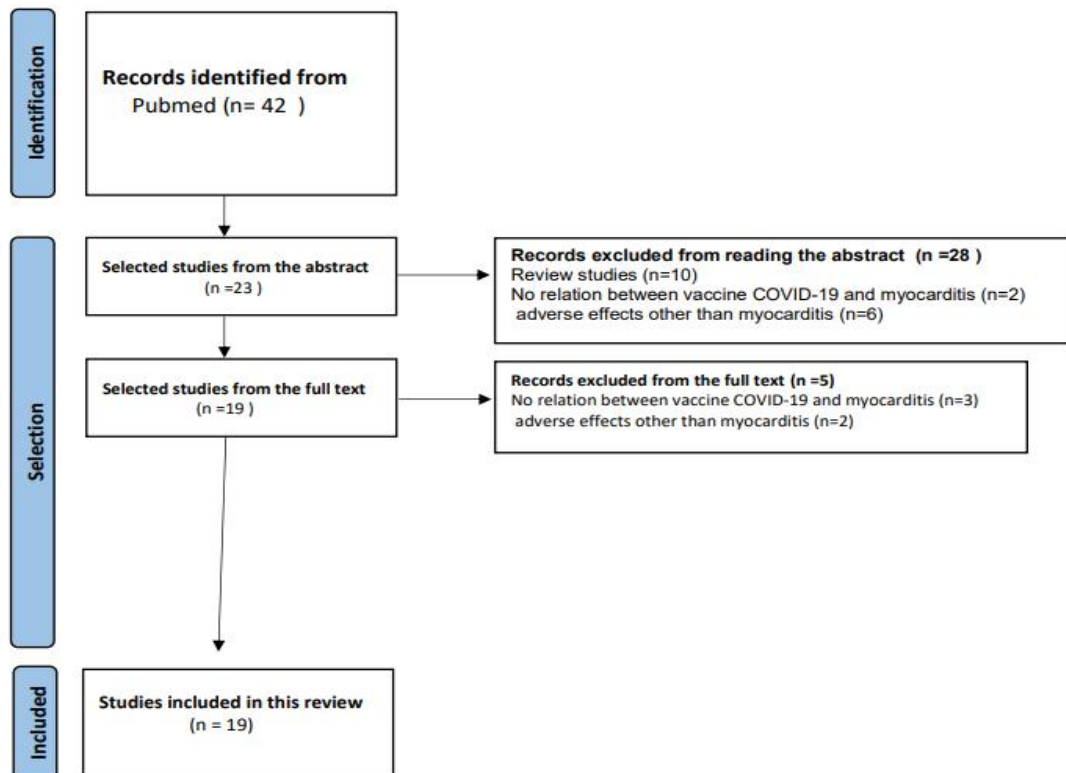 Identification
Records identified from
Pubmed (n= 42 )
Selection
Selected studies from the abstract
(n =23 )
Records excluded from reading the abstract (n =28 )
Review studies (n=10)
No relation between vaccine COVID-19 and myocarditis (n=2)
adverse effects other than myocarditis (n=6)
Selected studies from the full text
(n =19 )
Records excluded from the full text (n =5)
No relation between vaccine COVID-19 and myocarditis (n=3)
adverse effects other than myocarditis (n=2)
Included
Studies included in this review
(n = 19)